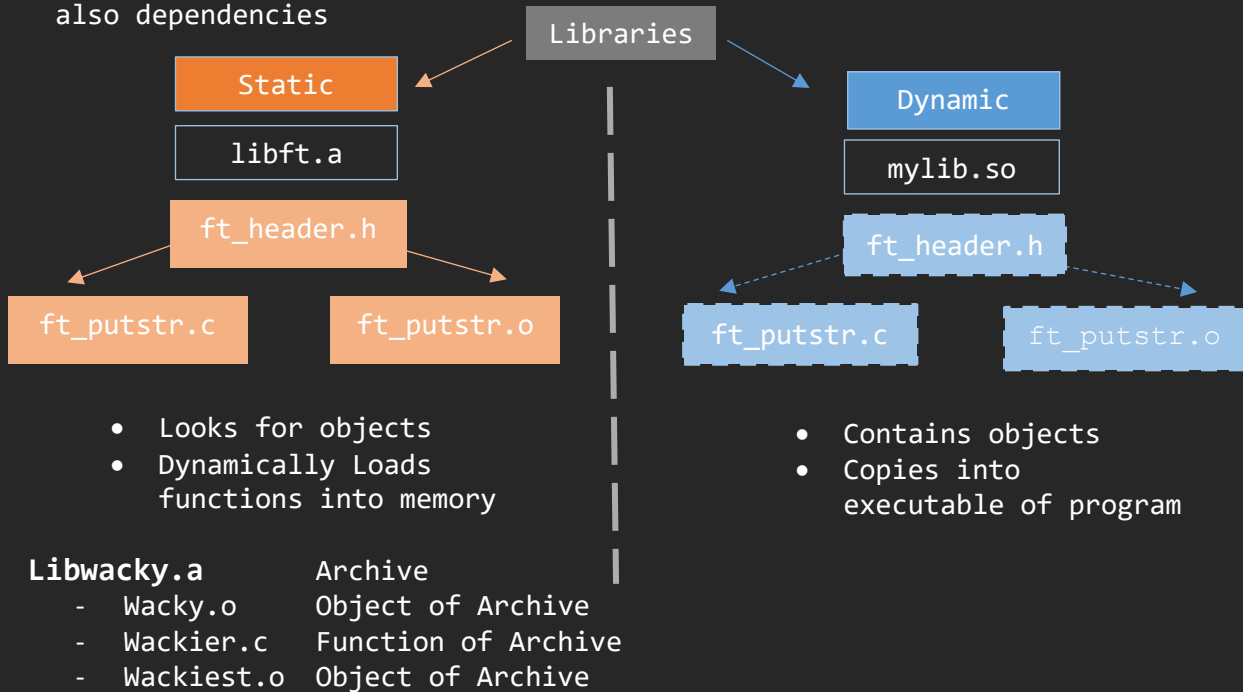 also dependencies
Libraries
Static
libft.a
ft_header.h
ft_putstr.c
ft_putstr.o
• Looks for objects
• Dynamically Loads
functions into memory
Dynamic
mylib.so
ft_header.h
ft_putstr.c
ft_putstr.o
• Contains objects
• Copies into
executable of program
Libwacky.a Archive
- Wacky.o Object of Archive
- Wackier.c Function of Archive
- Wackiest.o Object of Archive